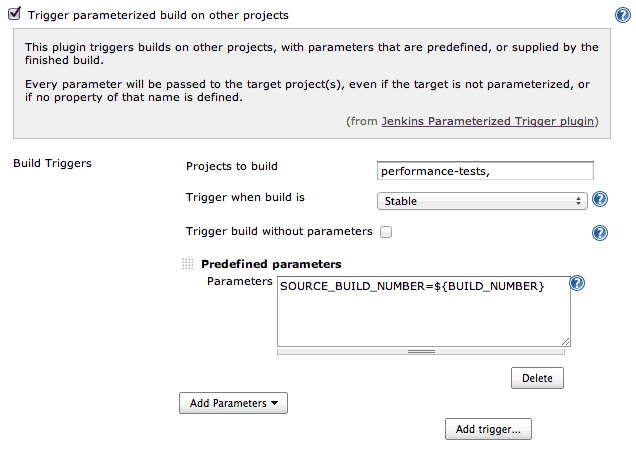 Trigger parameterized build on other projects
This plugin triggers builds on other projects, with parameters that are predefined, or supplied by the
finished build.
Every parameter will be passed to the target project(s), even if the target is not parameterized, or
if no property of that name is defined.
(from Jenkins Parameterized Trigger plugin)
Build Triggers
Projects to build
performance-tests,
Trigger when build is
Stable
Trigger build without parameters
Predefined parameters
Parameters
SOURCE_BUILD_NUMBER=${BUILD_NUMBER}
Delete
Add Parameters
Add trigger...